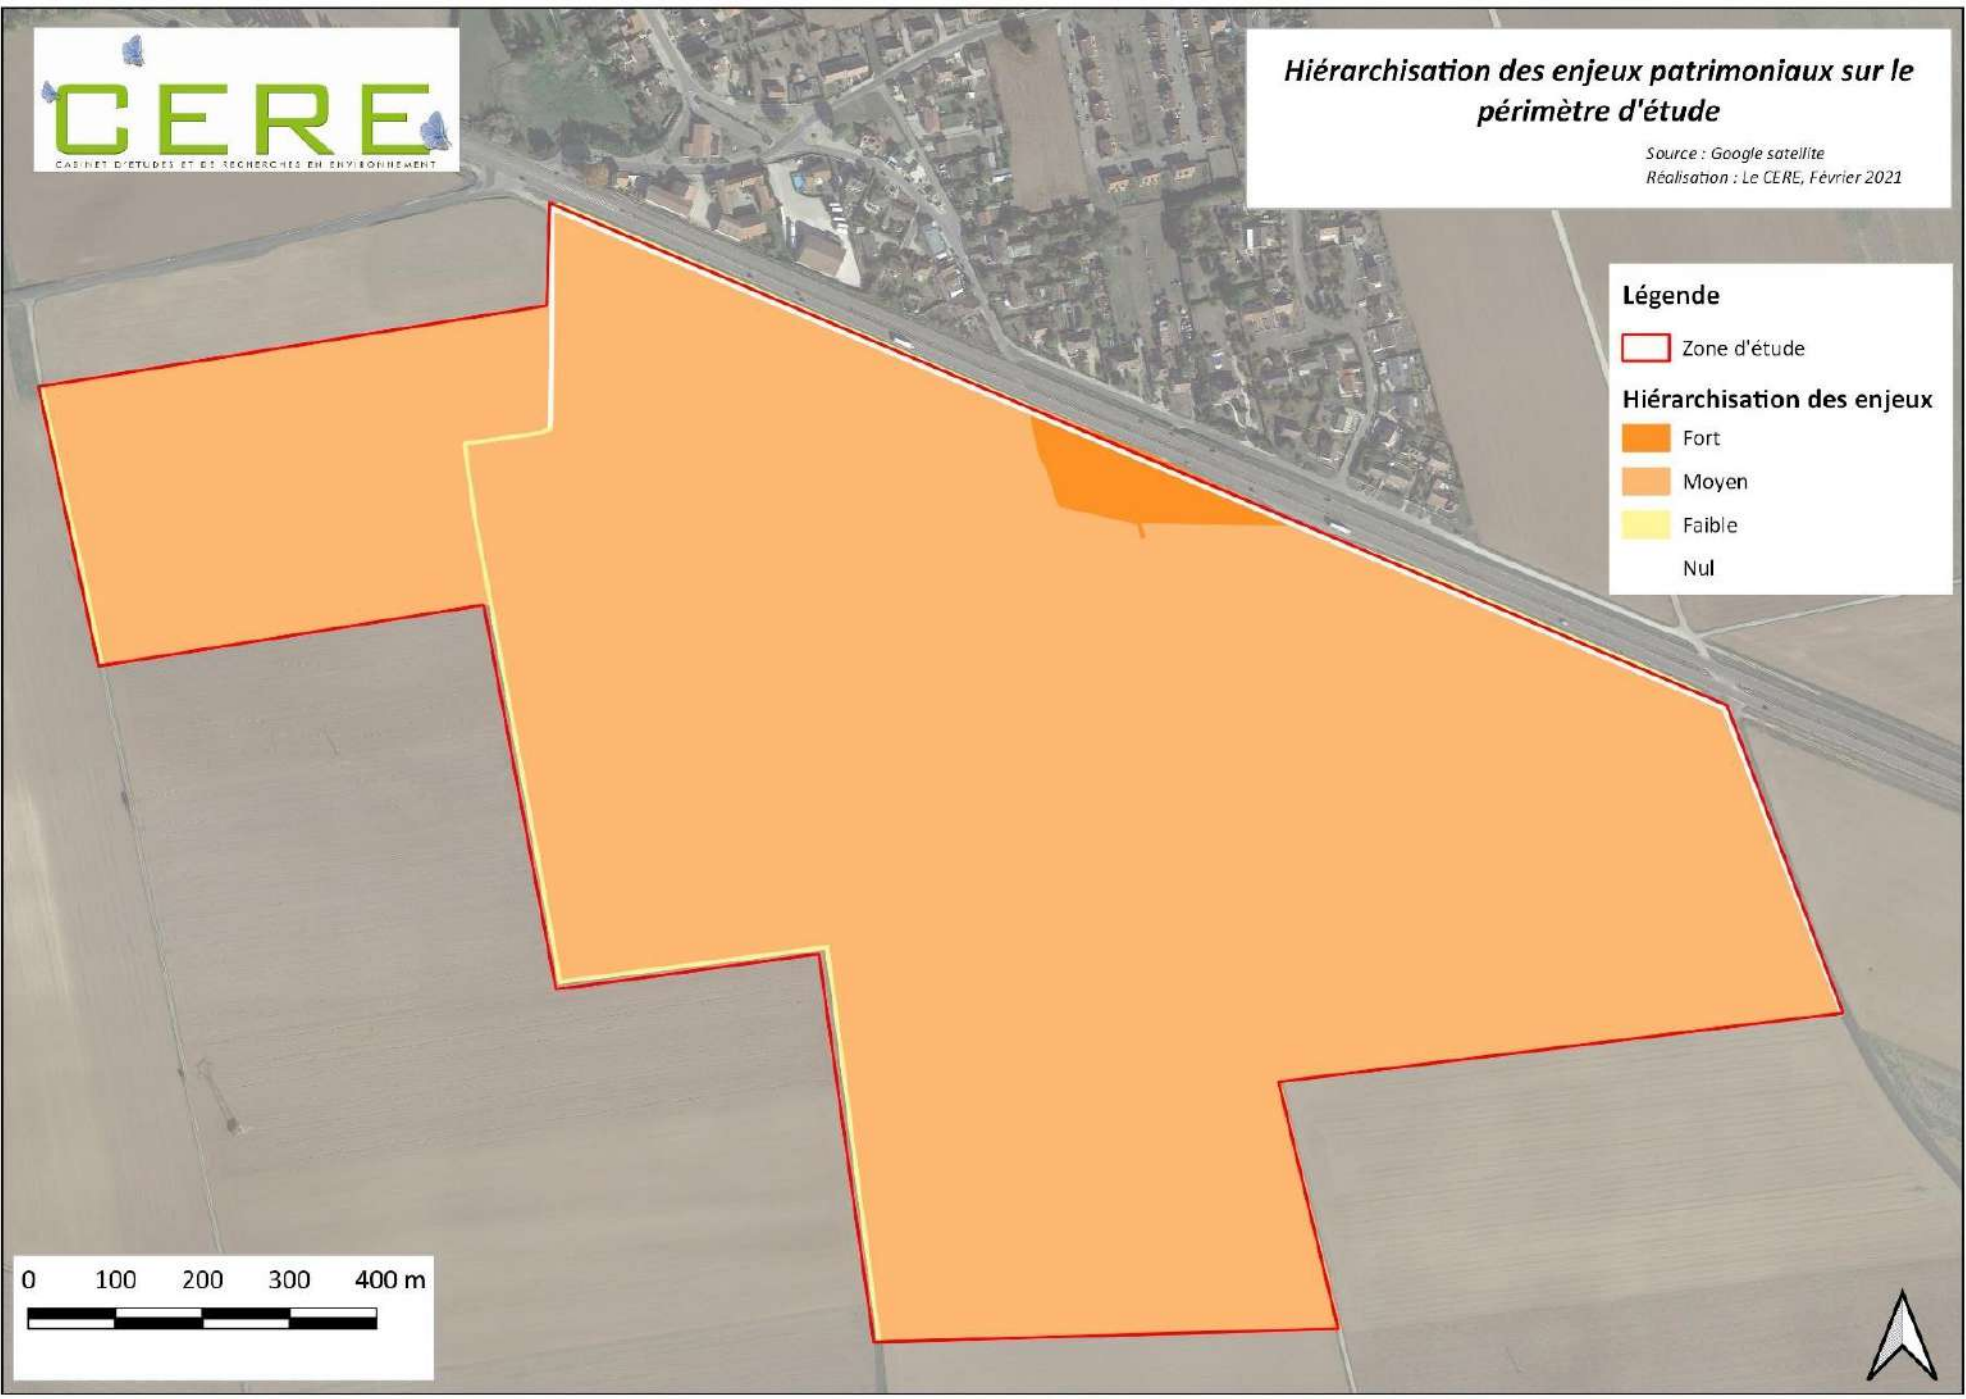 CERE
CABINET D'ETUDES ET DE RECHERCHES EN ENVIRONNEMENT
Hiérarchisation des enjeux patrimoniaux sur le
périmètre d'étude
Source : Google satellite
Réalisation : Le CERE, Février 2021
Légende
Zone d'étude
Hiérarchisation des enjeux
Fort
Moyen
Faible
Nul
0 100 200 300 400 m